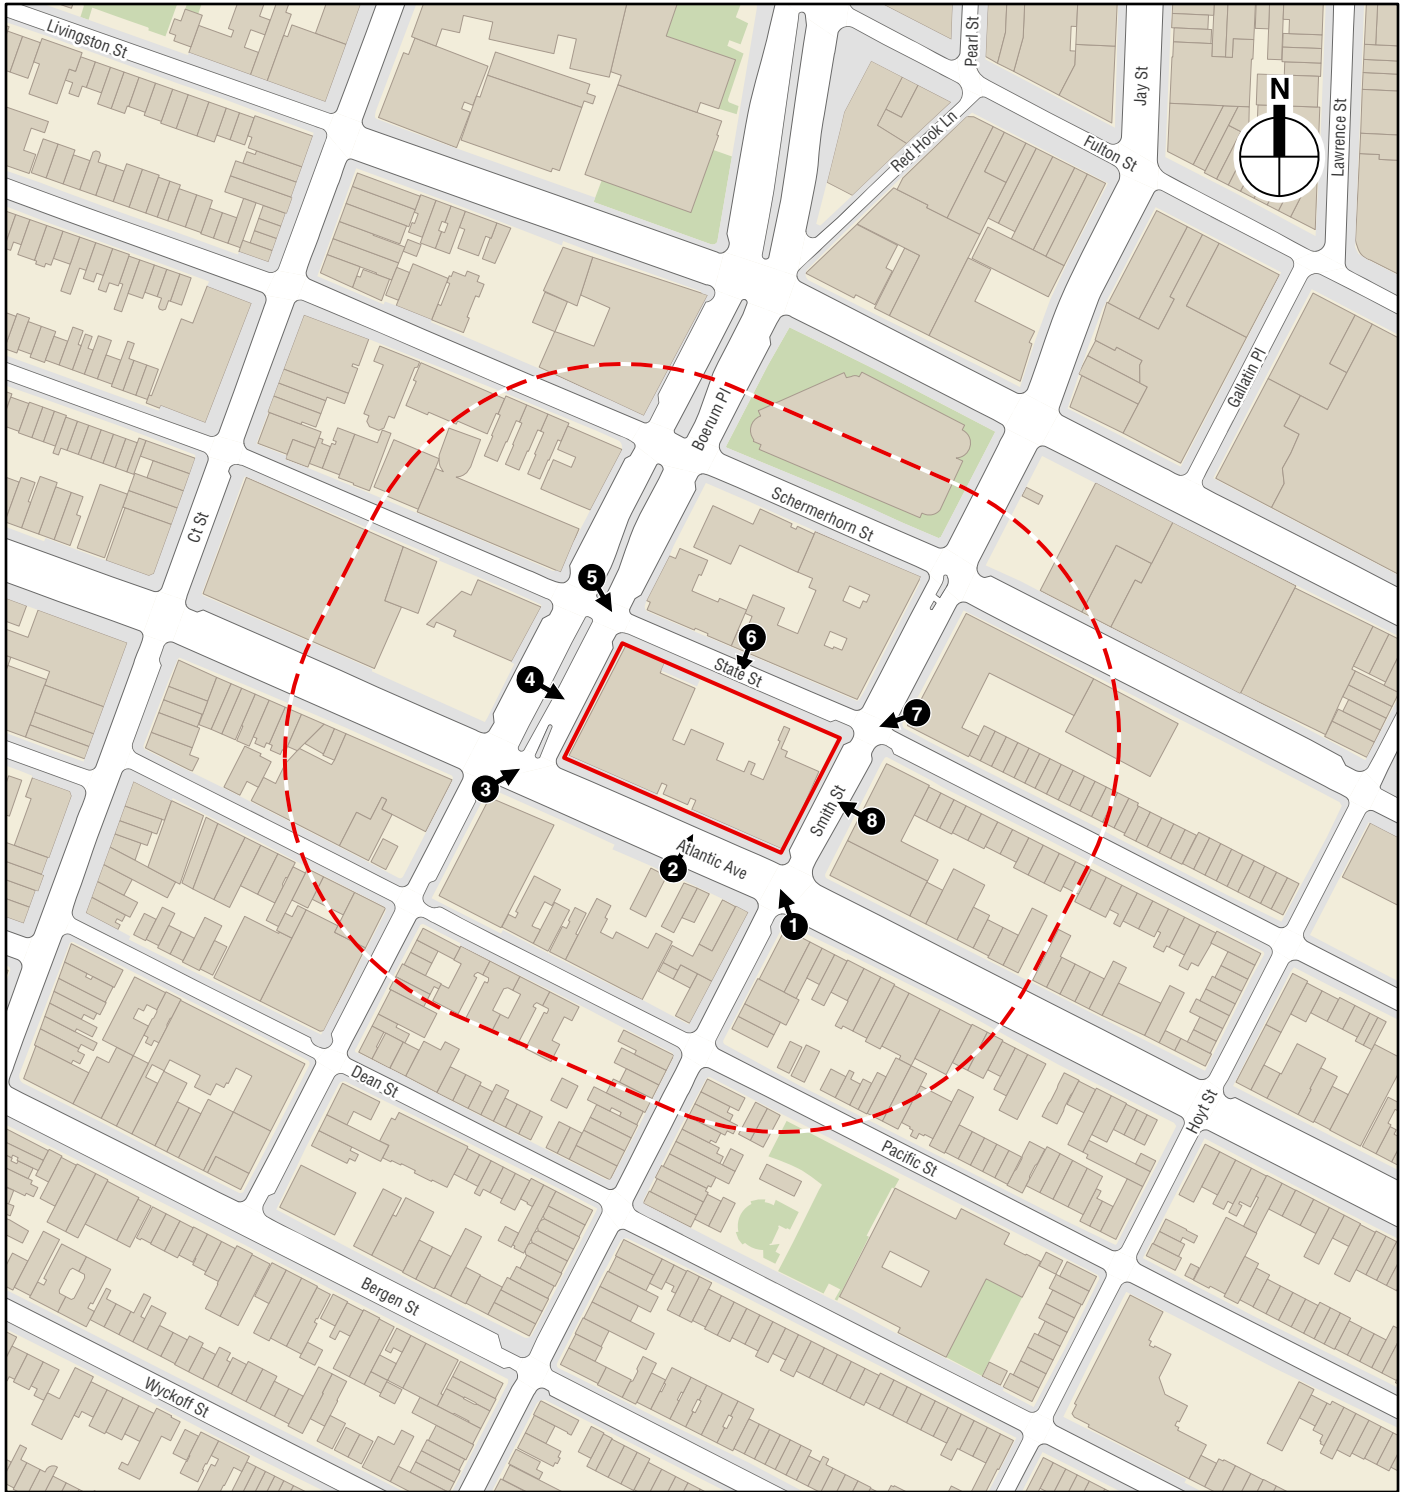 Livingston St
Pearl St
Jay St
N
Lawrence St
Red Hook Ln
Fulton St
Gallatin Pl
Boerum Pl
Schermerhorn St
Ct St
5
6
State St
4
7
3
Smith St
8
2
Atlantic Ave
1
Dean St
Hoyt St
Pacific St
Bergen St
Wyckoff St